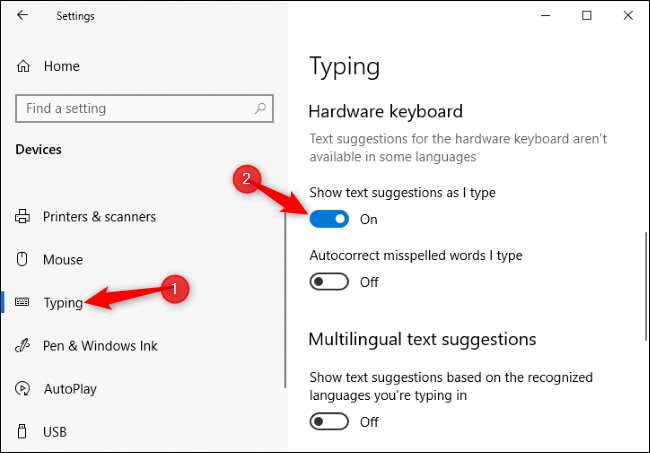 Settings
Home
Find a setting
Devices
Printers & scanners
Mouse
Typing
1
Pen & Windows Ink
AutoPlay
USB
Typing
Hardware keyboard
Text suggestions for the hardware keyboard aren't
available in some languages
2
Show text suggestions as I type
On
Autocorrect misspelled words I type
Off
Multilingual text suggestions
Show text suggestions based on the recognized
languages you're typing in
Off